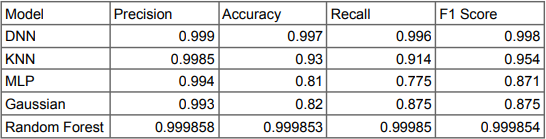 Model Precision Accuracy Recall F1 Score
DNN 0.999 0.997 0.996 0.998
KNN 0.9985 0.93 0.914 0.954
MLP 0.994 0.81 0.775 0.871
Gaussian 0.993 0.82 0.875 0.875
Random Forest 0.999858 0.999853 0.99985 0.999854